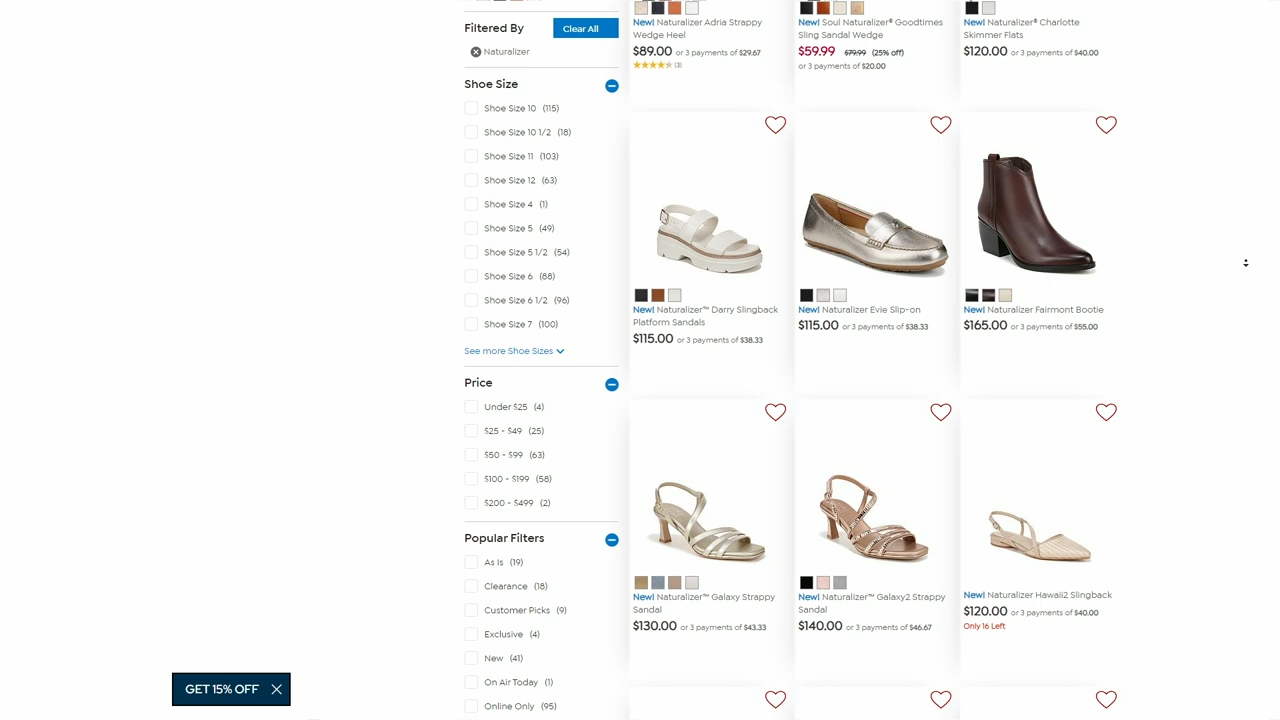 Filtered By
Clear All
Naturalizer
Shoe Size
Shoe Size 10 (115)
Shoe Size 10 1/2 (18)
Shoe Size 11 (103)
Shoe Size 12 (63)
Shoe Size 4 (1)
Shoe Size 5 (49)
Shoe Size 5 1/2 (54)
Shoe Size 6 (88)
Shoe Size 6 1/2 (96)
Shoe Size 7 (100)
See more Shoe Sizes
Price
Under $25 (4)
$25 - $49 (25)
$50 - $99 (63)
$100 - $199 (58)
$200 - $499 (2)
Popular Filters
As Is (19)
Clearance (18)
Customer Picks (9)
Exclusive (4)
New (41)
On Air Today (1)
Online Only (95)
New! Naturalizer Adria Strappy
Wedge Heel
$89.00 or 3 payments of $29.67
(3)
New! Soul Naturalizer® Goodtimes
Sling Sandal Wedge
$59.99 $79.99 (25% off)
or 3 payments of $20.00
New! Naturalizer® Charlotte
Skimmer Flats
$120.00 or 3 payments of $40.00
New! Naturalizer™ Darry Slingback
Platform Sandals
$115.00 or 3 payments of $38.33
New! Naturalizer Evie Slip-on
$115.00 or 3 payments of $38.33
New! Naturalizer Fairmont Bootie
$165.00 or 3 payments of $55.00
New! Naturalizer™ Galaxy Strappy
Sandal
$130.00 or 3 payments of $43.33
New! Naturalizer™ Galaxy2 Strappy
Sandal
$140.00 or 3 payments of $46.67
New! Naturalizer Hawaii2 Slingback
$120.00 or 3 payments of $40.00
Only 16 Left
GET 15% OFF